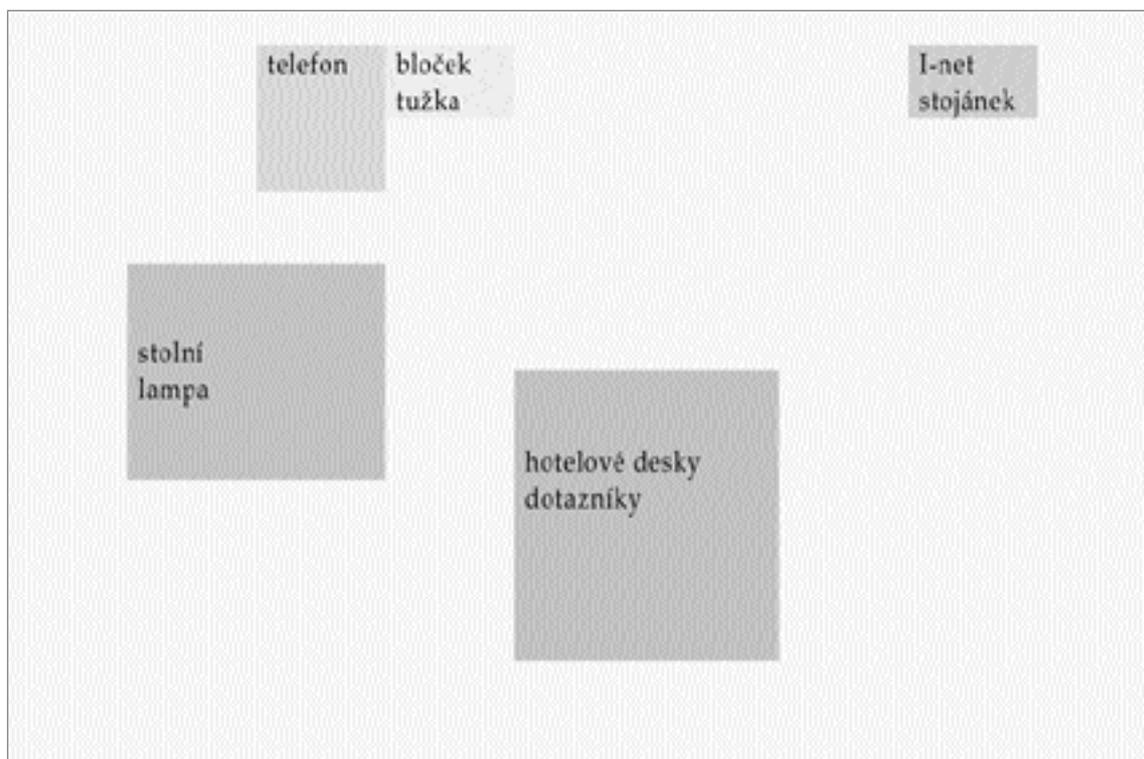 telefon
bloček
tužka
I-net
stojánek
stolní
lampa
hotelové desky
dotazníky